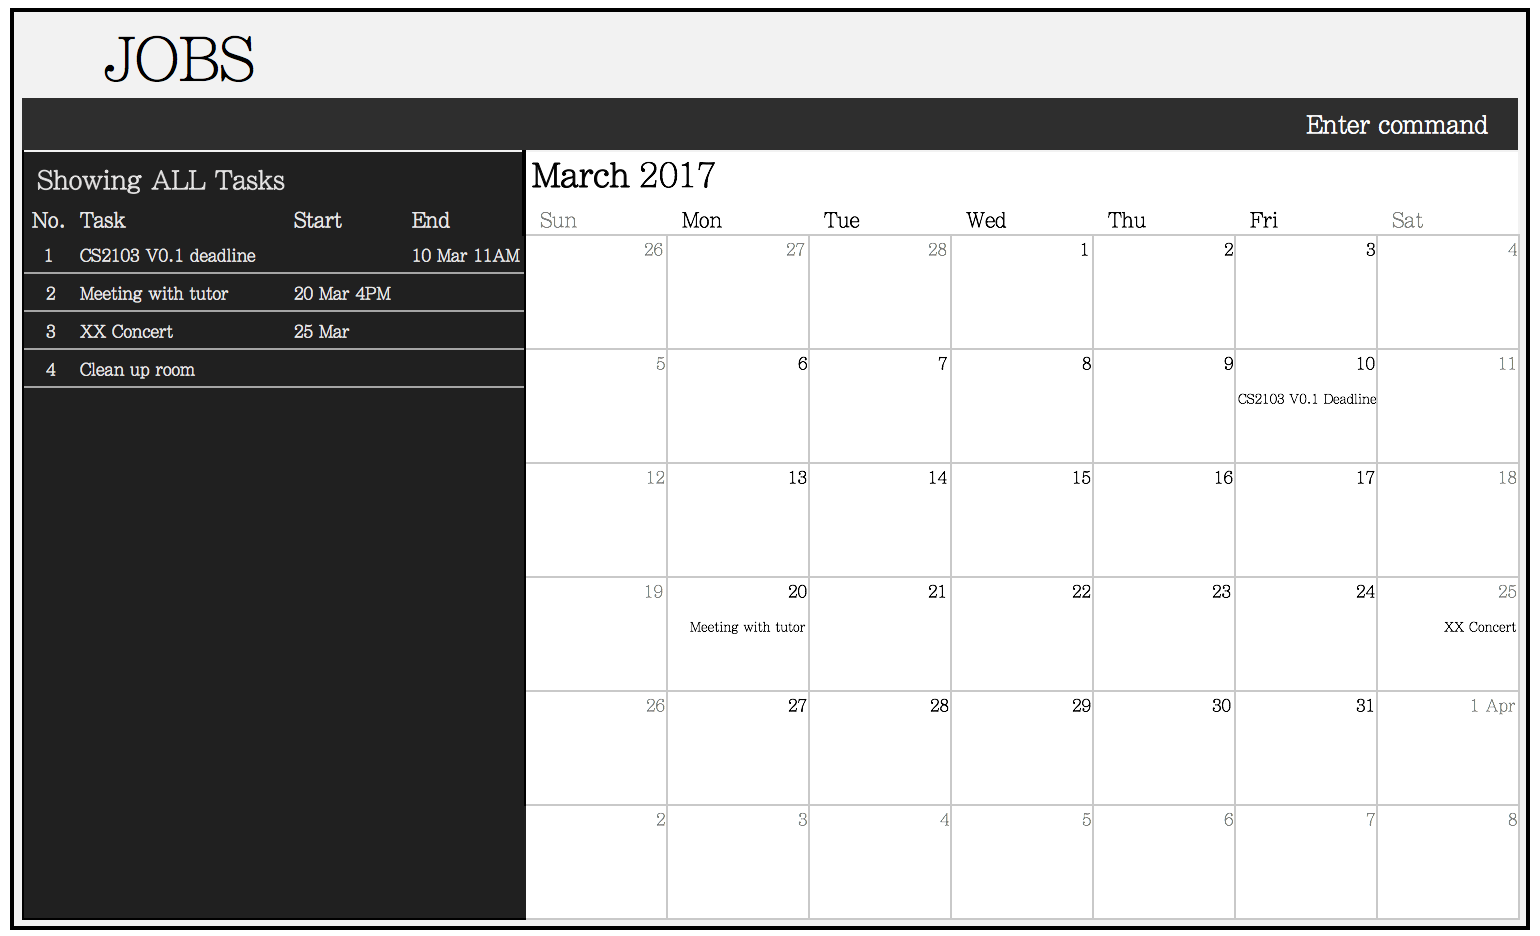 JOBS
Enter command
Showing ALL Tasks
No. Task Start End
1 CS2103 V0.1 deadline 10 Mar 11AM
2 Meeting with tutor 20 Mar 4PM
3 XX Concert 25 Mar
4 Clean up room
March 2017
Sun Mon Tue Wed Thu Fri Sat
26 27 28 1 2 3 4
5 6 7 8 9 10 11
CS2103 V0.1 Deadline
12 13 14 15 16 17 18
19 20 21 22 23 24 25
Meeting with tutor XX Concert
26 27 28 29 30 31 1 Apr
2 3 4 5 6 7 8